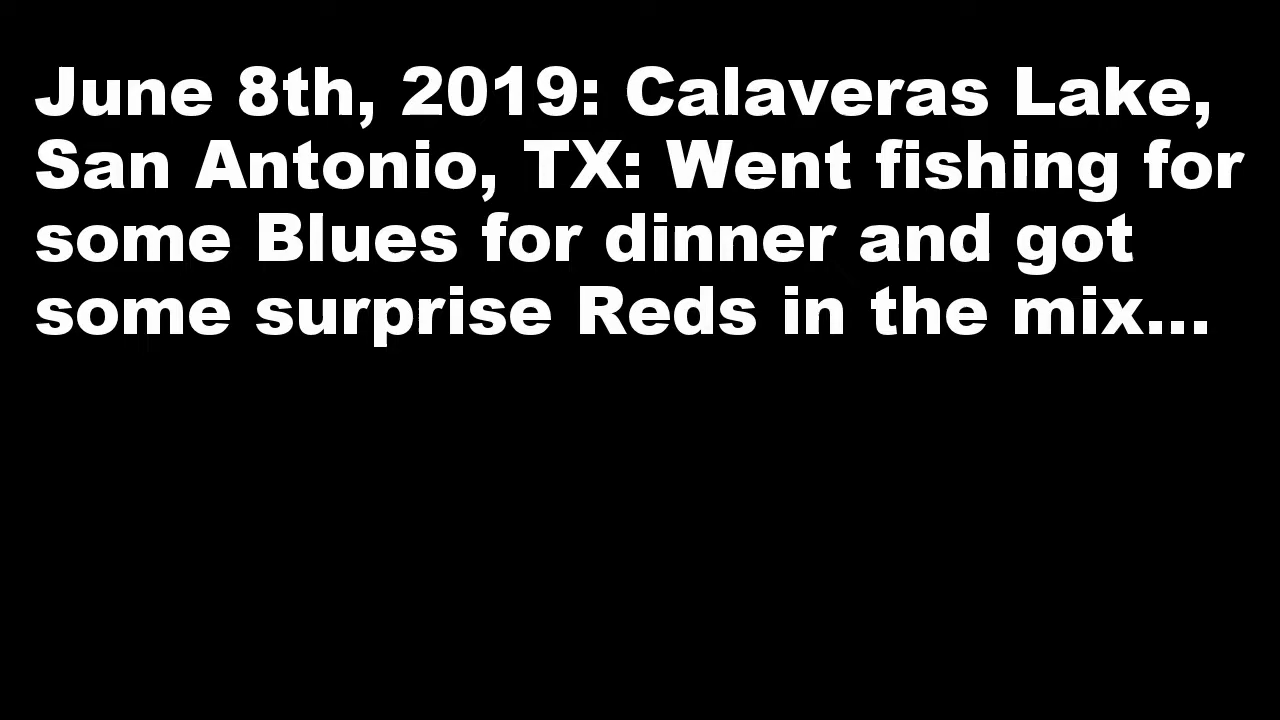 June 8th, 2019: Calaveras Lake,
San Antonio, TX: Went fishing for
some Blues for dinner and got
some surprise Reds in the mix...